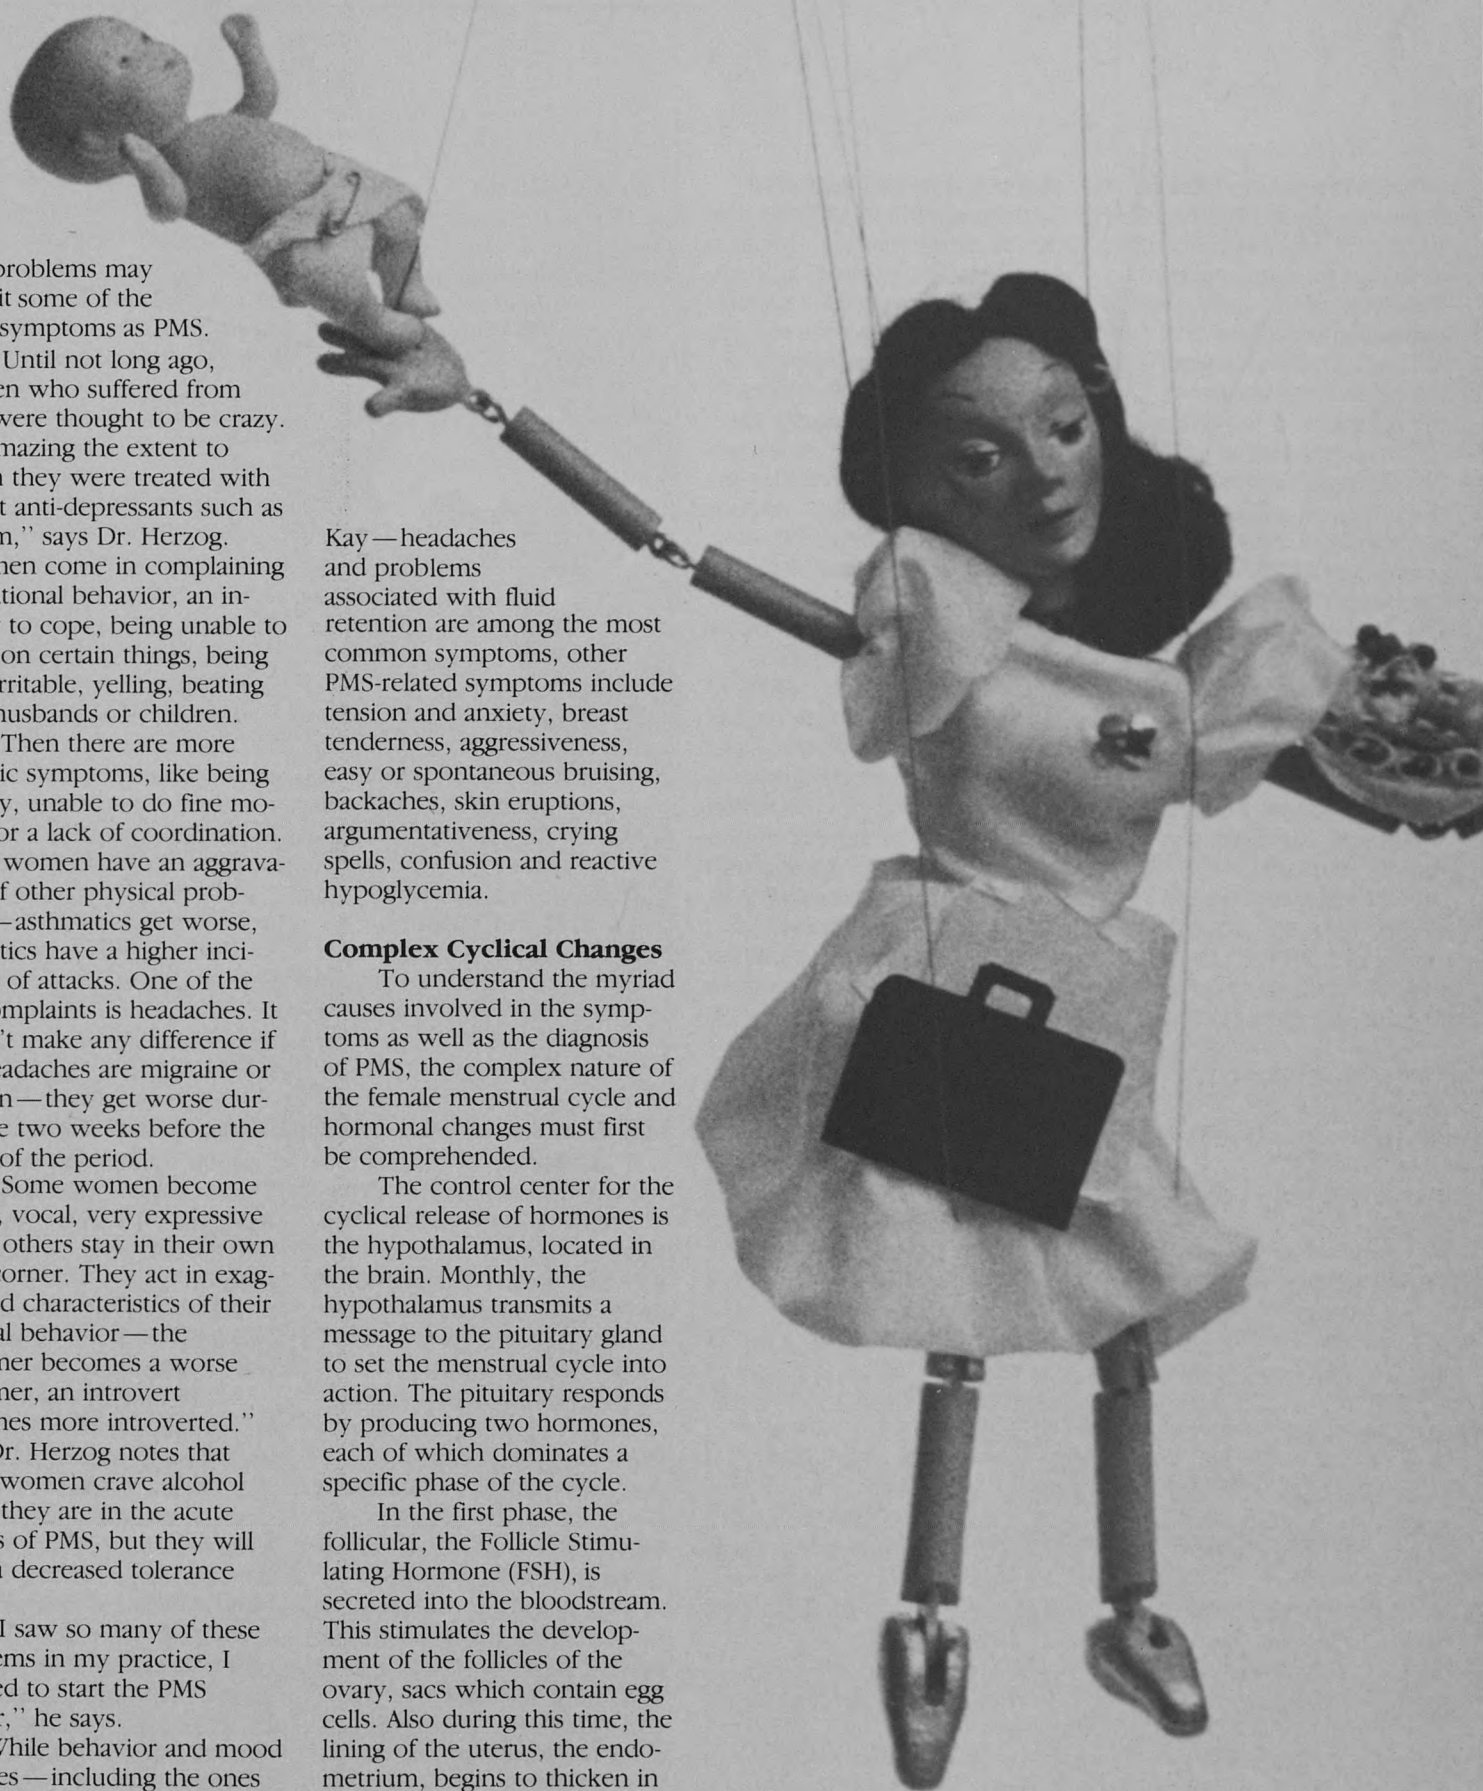 problems may
it some of the
symptoms as PMS.
Until not long ago,
en who suffered from
were thought to be crazy.
mazing the extent to
n they were treated with
t anti-depressants such as
m,” says Dr. Herzog.
men come in complaining
tional behavior, an in-
to cope, being unable to
on certain things, being
rritable, yelling, beating
husbands or children.
Then there are more
ic symptoms, like being
y, unable to do fine mo-
or a lack of coordination.
women have an aggrava-
f other physical prob-
—asthmatics get worse,
tics have a higher inci-
of attacks. One of the
omplaints is headaches. It
’t make any difference if
eadaches are migraine or
n—they get worse dur-
e two weeks before the
of the period.
Some women become
, vocal, very expressive
others stay in their own
corner. They act in exag-
d characteristics of their
al behavior—the
mer becomes a worse
mer, an introvert
nes more introverted.”
Dr. Herzog notes that
women crave alcohol
they are in the acute
s of PMS, but they will
a decreased tolerance
I saw so many of these
ems in my practice, I
ed to start the PMS
r,” he says.
While behavior and mood
es—including the ones
Kay—headaches
and problems
associated with fluid
retention are among the most
common symptoms, other
PMS-related symptoms include
tension and anxiety, breast
tenderness, aggressiveness,
easy or spontaneous bruising,
backaches, skin eruptions,
argumentativeness, crying
spells, confusion and reactive
hypoglycemia.
Complex Cyclical Changes
To understand the myriad
causes involved in the symp-
toms as well as the diagnosis
of PMS, the complex nature of
the female menstrual cycle and
hormonal changes must first
be comprehended.
The control center for the
cyclical release of hormones is
the hypothalamus, located in
the brain. Monthly, the
hypothalamus transmits a
message to the pituitary gland
to set the menstrual cycle into
action. The pituitary responds
by producing two hormones,
each of which dominates a
specific phase of the cycle.
In the first phase, the
follicular, the Follicle Stimu-
lating Hormone (FSH), is
secreted into the bloodstream.
This stimulates the develop-
ment of the follicles of the
ovary, sacs which contain egg
cells. Also during this time, the
lining of the uterus, the endo-
metrium, begins to thicken in